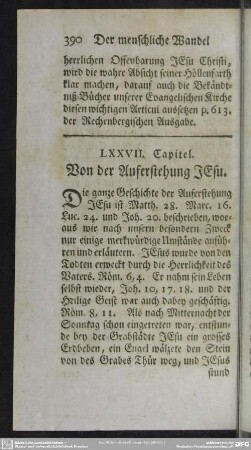 390 Der menschliche Wandel
herrlichen Offenbarung JEsu Christi,
wird die wahre Absicht seiner Höllenfarth
klar machen, darauf auch die Bekändt-
niß-Bücher unserer Evangelischen Kirche
diesen wichtigen Articul aussetzen p. 613.
der Rechenbergischen Ausgabe.
LXXVII. Capitel.
Von der Auferstehung JEsu.
Die ganze Geschichte der Auferstehung
JEsu ist Matth. 28. Marc. 16.
Luc. 24. und Joh. 20. beschrieben, wor-
aus wir nach unsern besondern Zweck
nur einige merkwürdige Umstände anfüh-
ren und erläutern. JEsus wurde von den
Todten erweckt durch die Herrlichkeit des
Vaters. Röm. 6, 4. Er nahm sein Leben
selbst wieder, Joh. 10, 17. 18. und der
Heilige Geist war auch dabey geschäftig.
Röm. 8, 11. Als nach Mitternacht der
Sonntag schon eingetreten war, entstun-
de bey der Grabstädte JEsu ein grosses
Erdbeben, ein Engel wälzete den Stein
von des Grabes Thür weg, und JEsus
stund